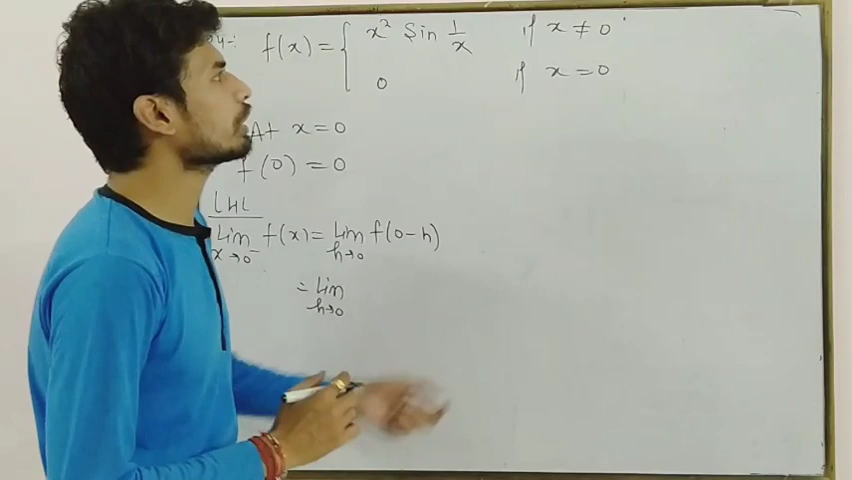 f(x) = { x² Sin 1/x if x ≠ 0
0 if x = 0
At x = 0
f(0) = 0
LHL
Lim x→0⁻ f(x) = Lim h→0 f(0-h)
= Lim h→0